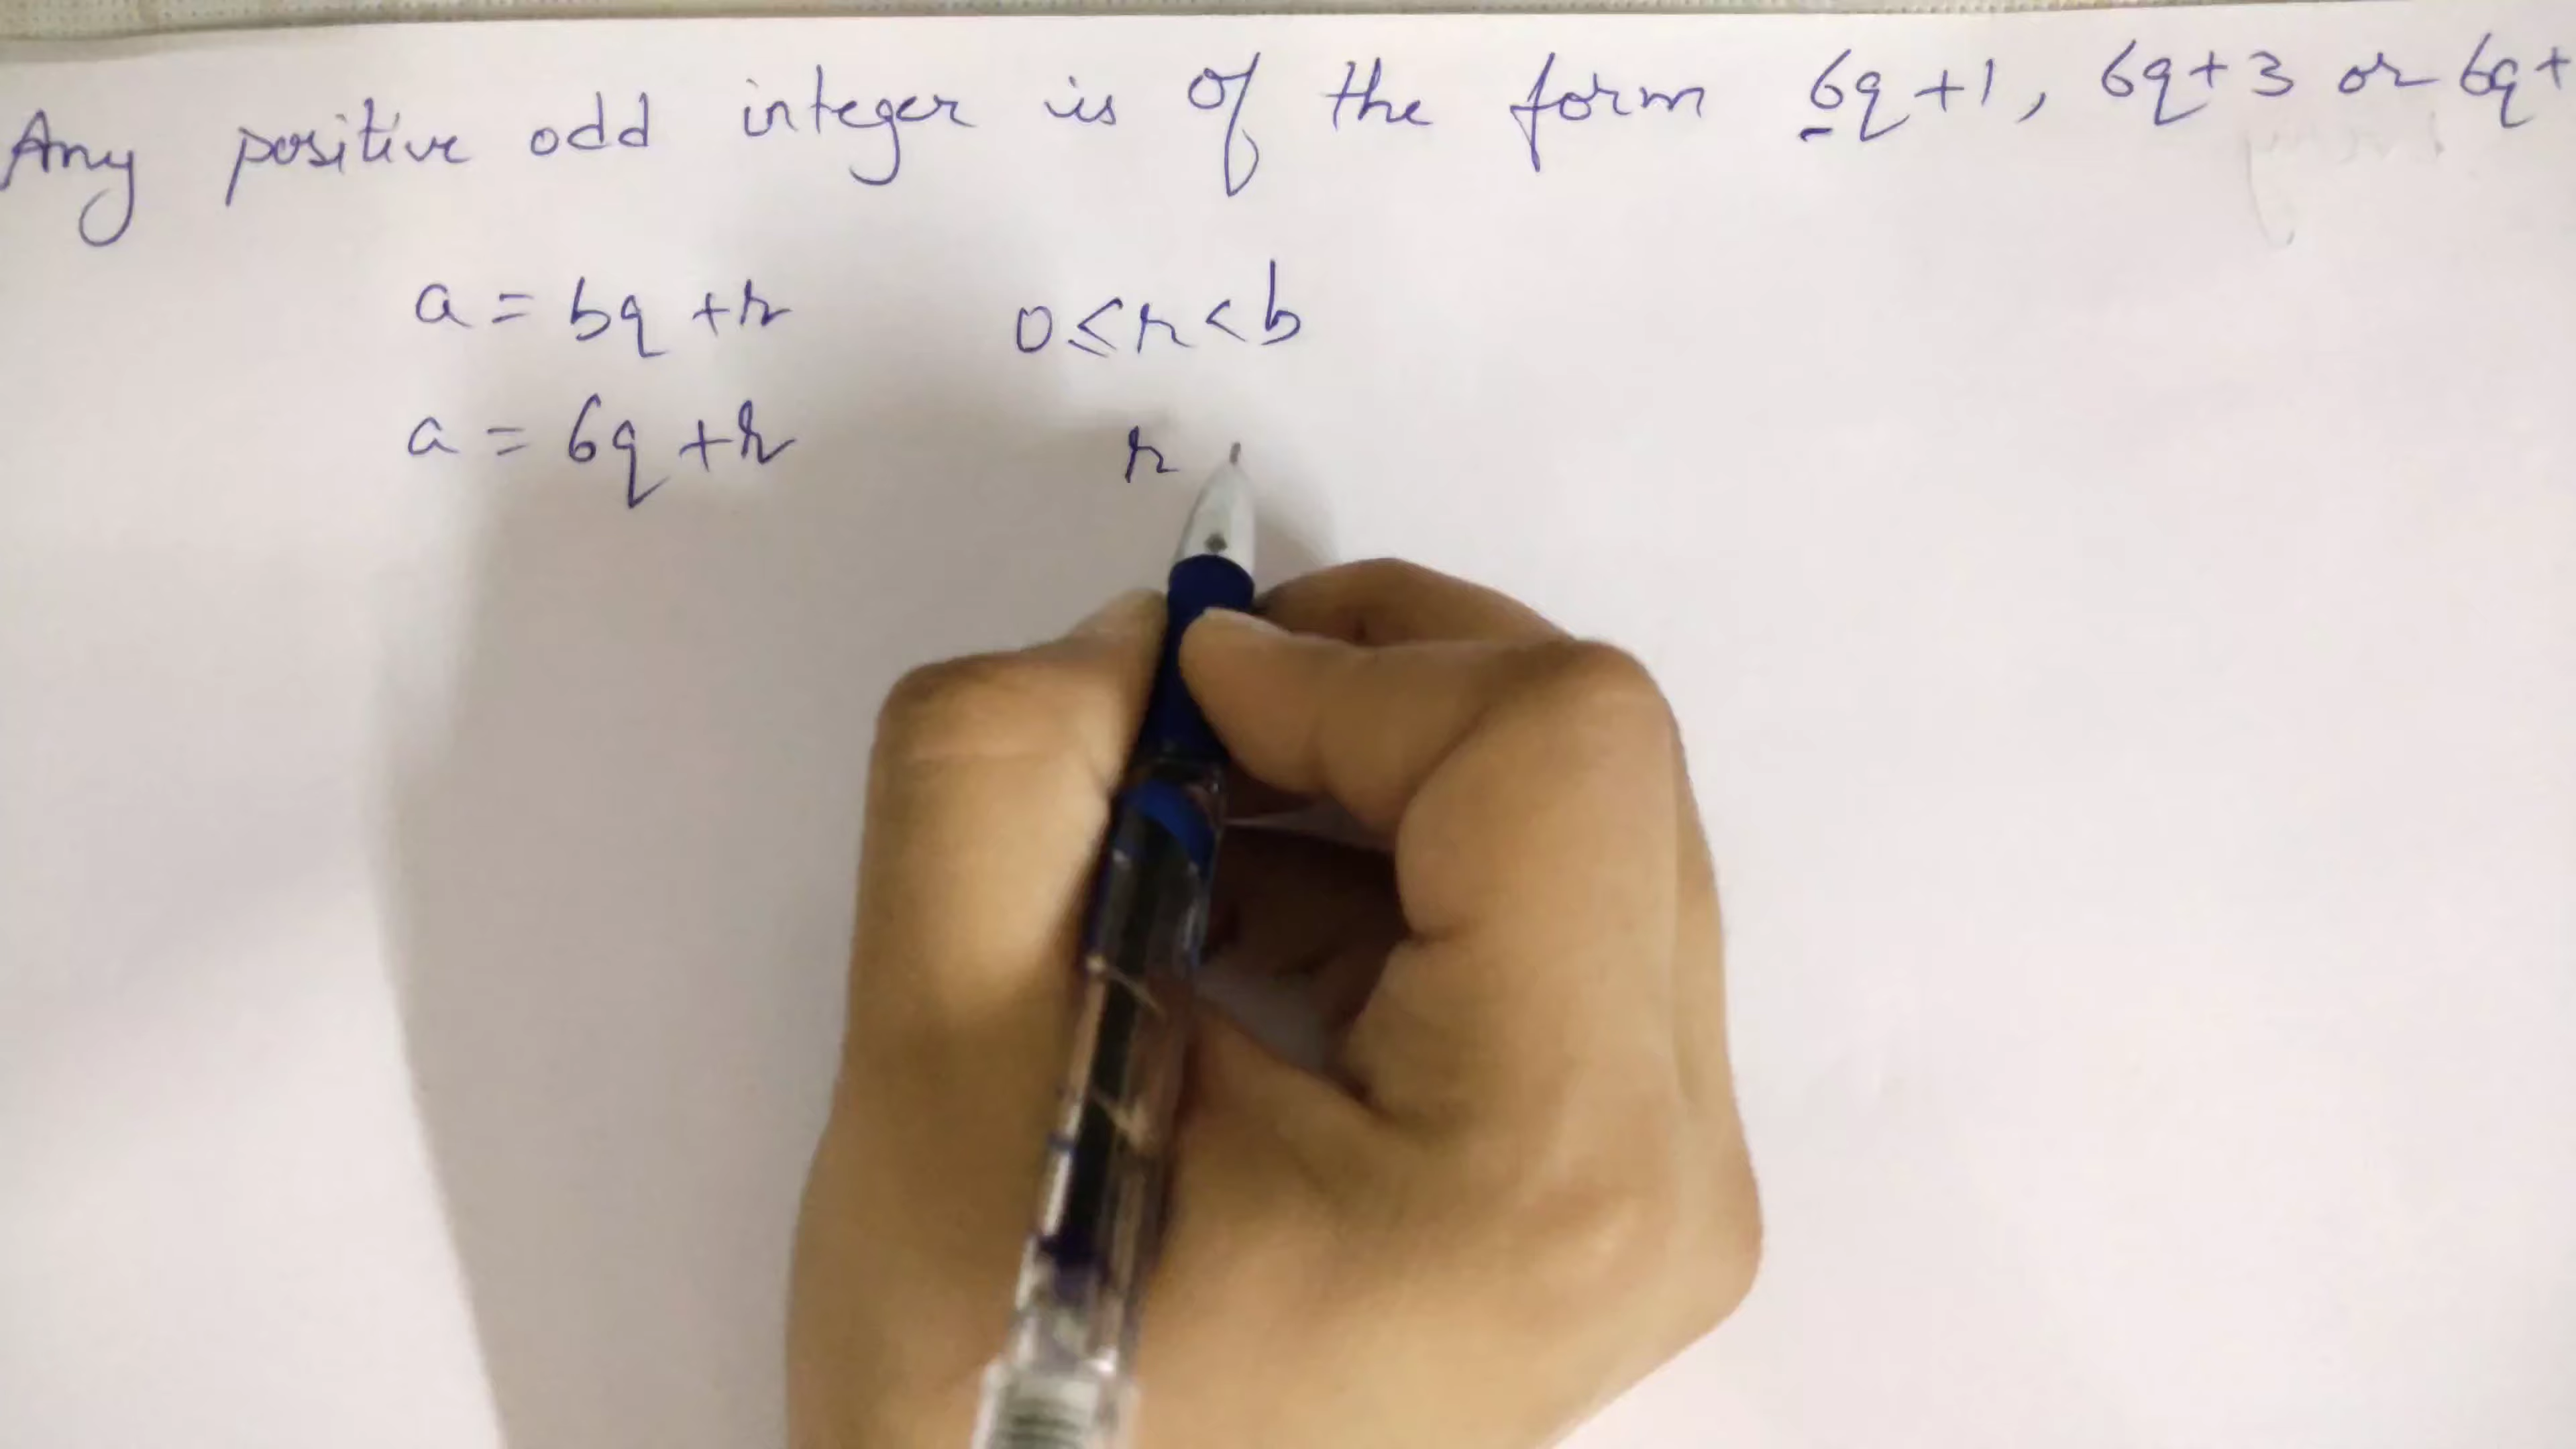 Any positive odd integer is of the form 6q+1, 6q+3 or 6q+
a = bq + r 0 ≤ r < b
a = 6q + r r